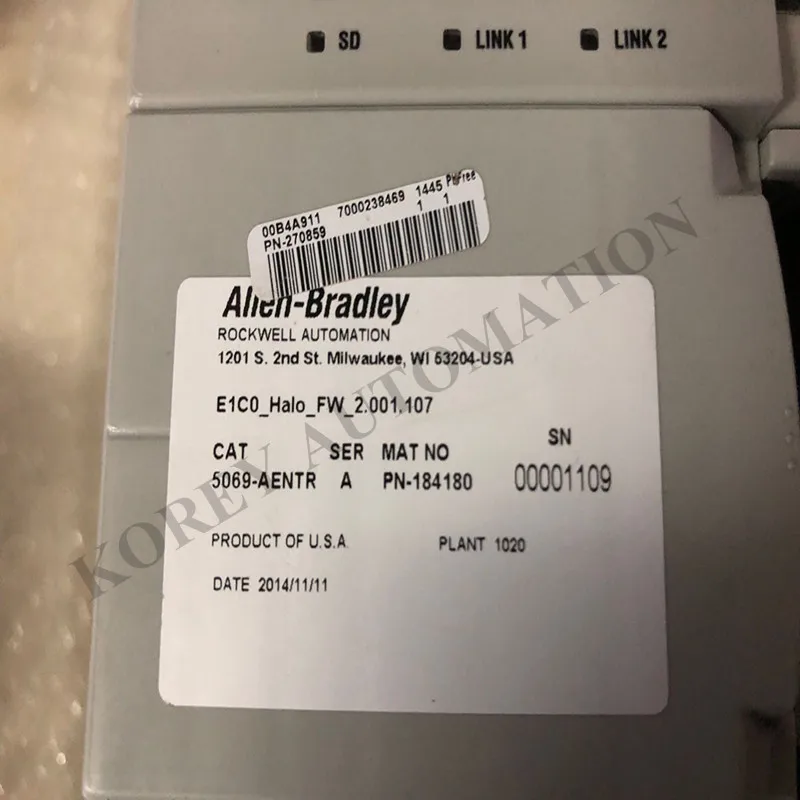 SD LINK 1 LINK 2
00B4A911 7000238469 1445 PbFree
PN-270859 1 1
Allen-Bradley
ROCKWELL AUTOMATION
1201 S. 2nd St. Milwaukee, WI 53204-USA
E1C0_Halo_FW_2.001.107
CAT SER MAT NO SN
5069-AENTR A PN-184180 00001109
PRODUCT OF U.S.A. PLANT 1020
DATE 2014/11/11
KOREY AUTOMATION